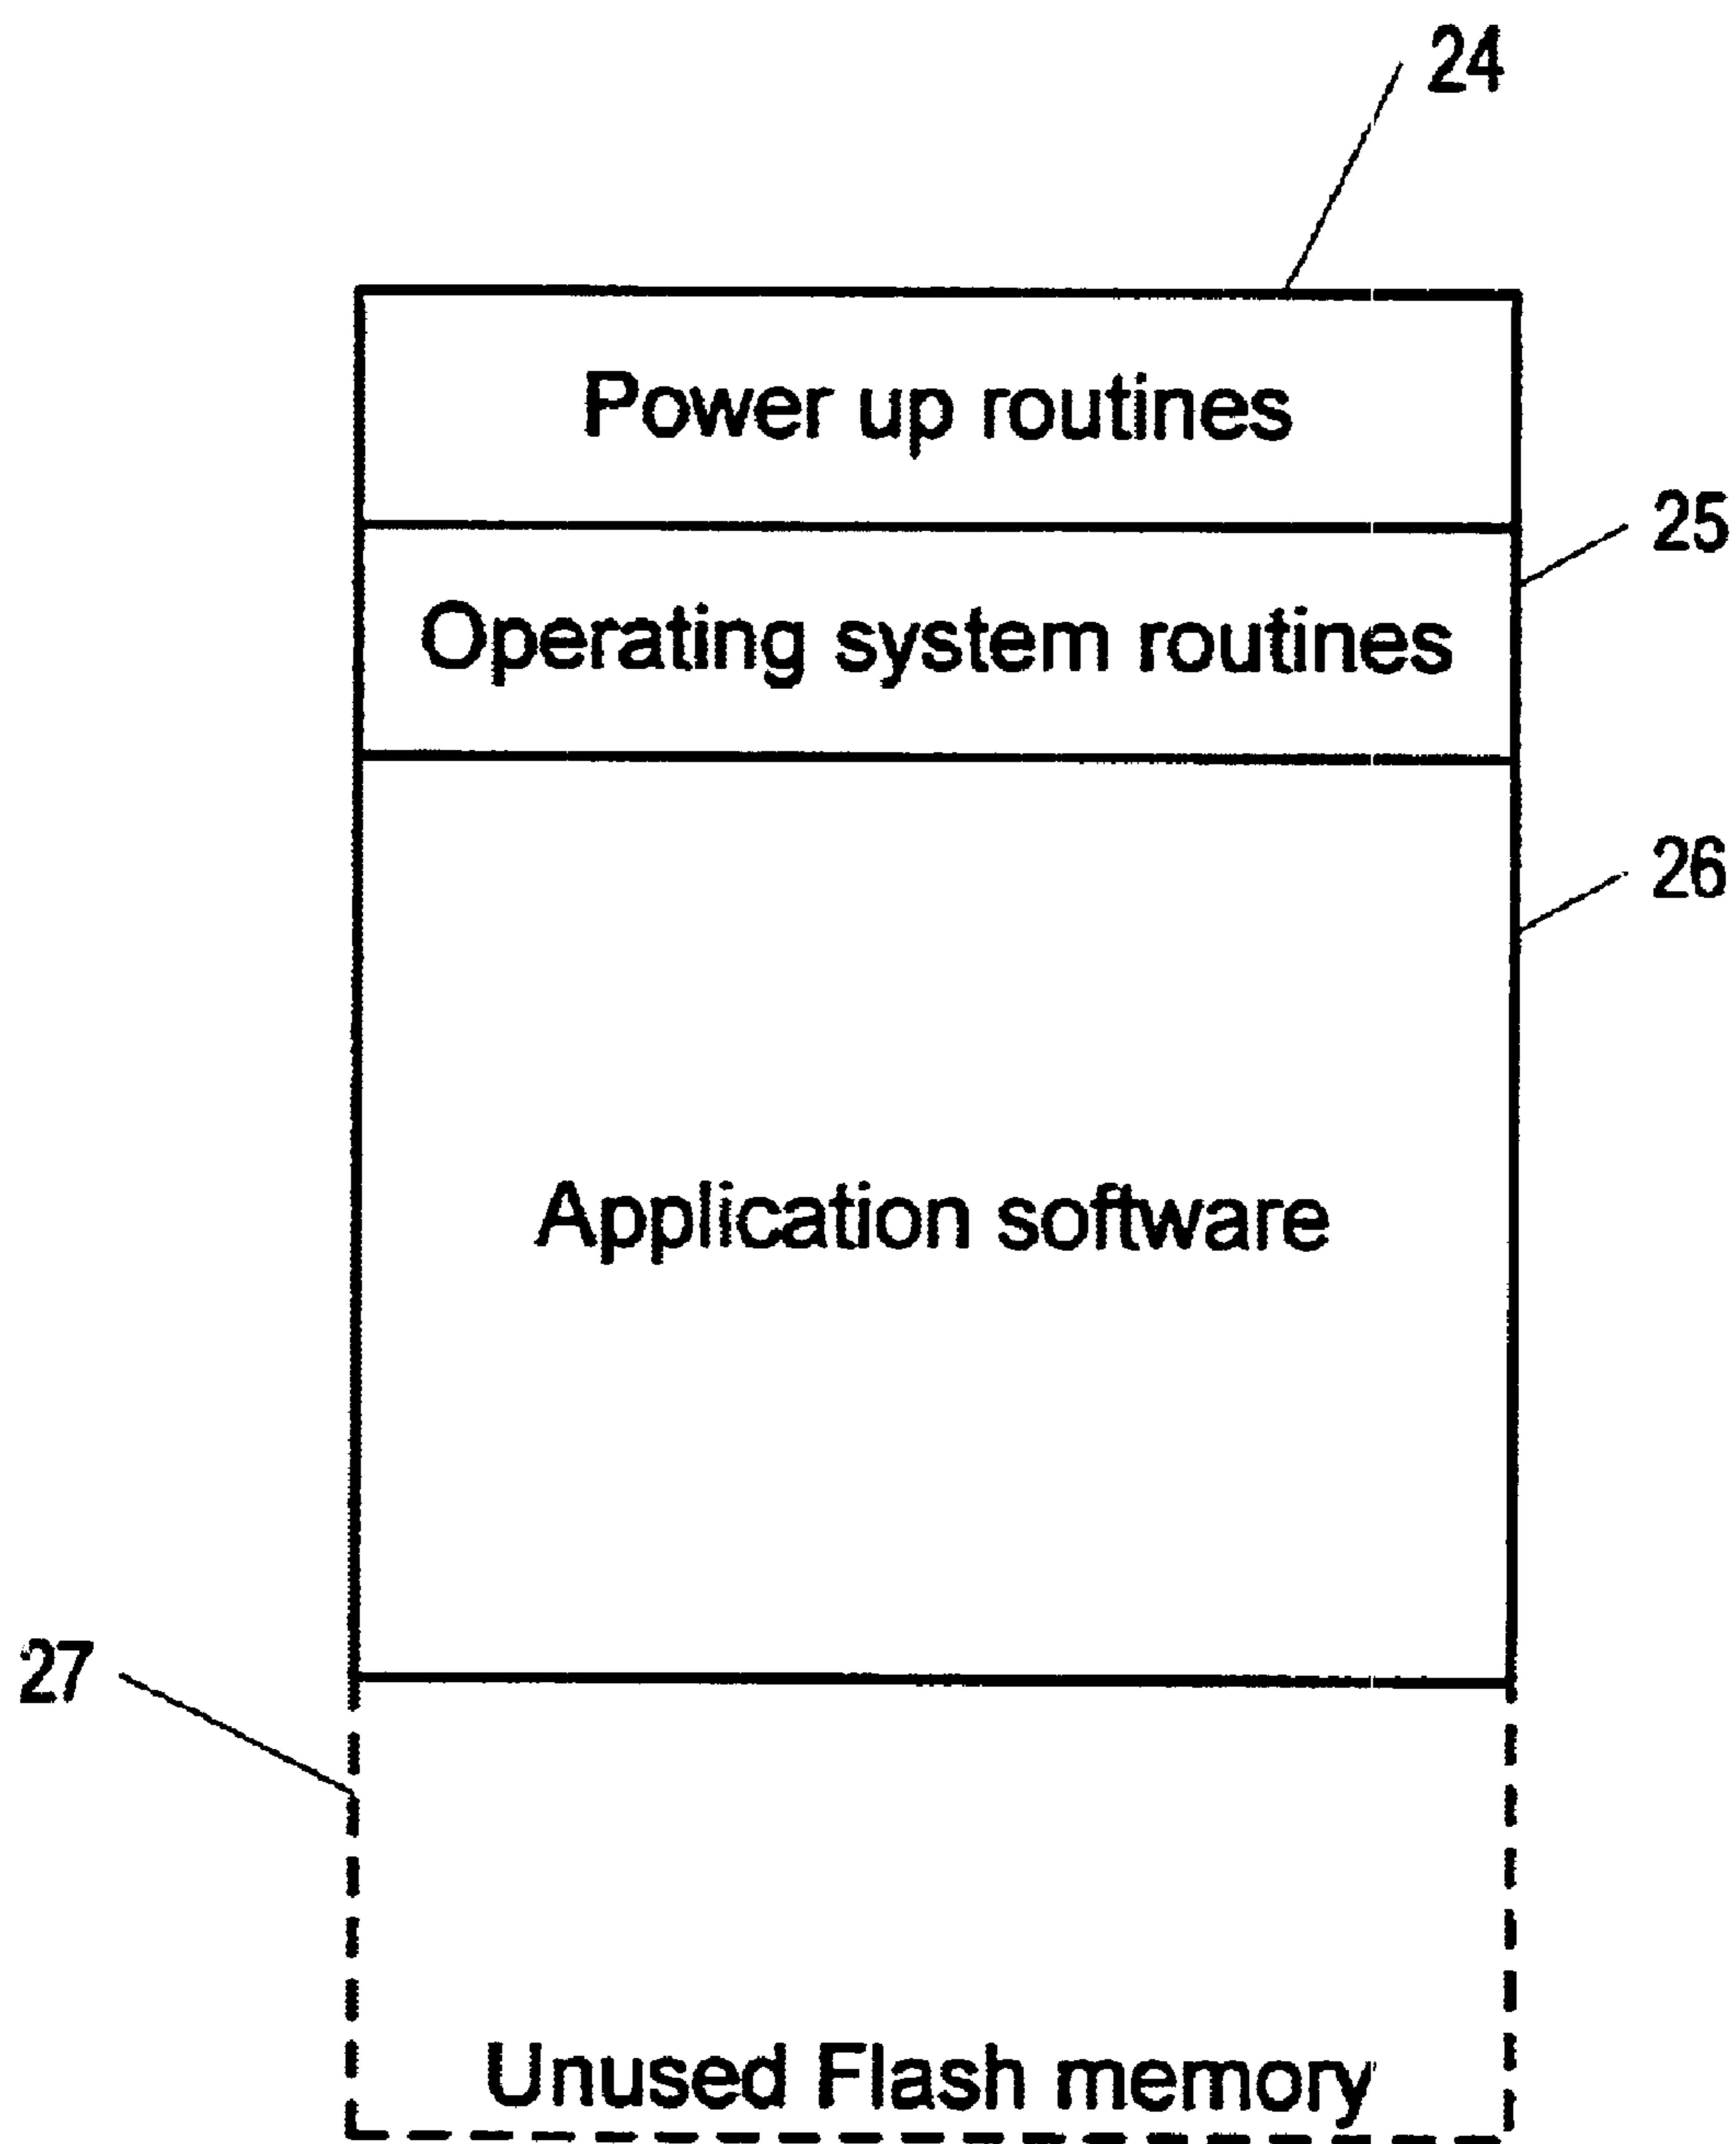 24
Power up routines
25
Operating system routines
26
Application software
27
Unused Flash memory